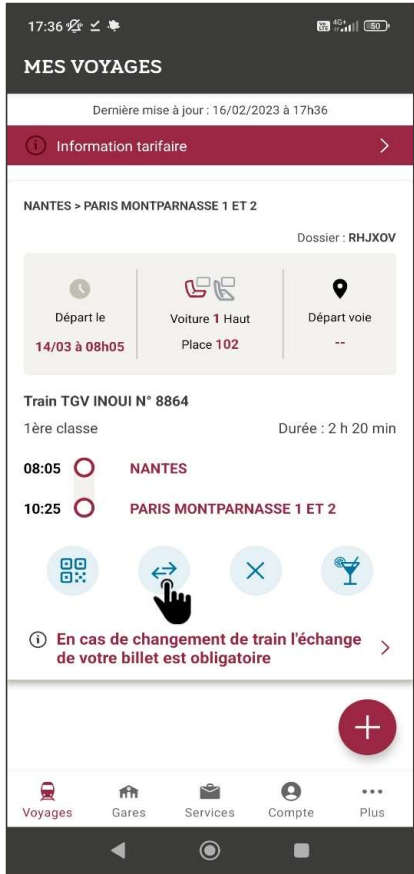 17:36
4G+
50
MES VOYAGES
Dernière mise à jour : 16/02/2023 à 17h36
Information tarifaire
NANTES > PARIS MONTPARNASSE 1 ET 2
Dossier : RHJXOV
Départ le
14/03 à 08h05
Voiture 1 Haut
Place 102
Départ voie
--
Train TGV INOUI N° 8864
1ère classe
Durée : 2 h 20 min
08:05 NANTES
10:25 PARIS MONTPARNASSE 1 ET 2
En cas de changement de train l'échange
de votre billet est obligatoire
Voyages
Gares
Services
Compte
Plus